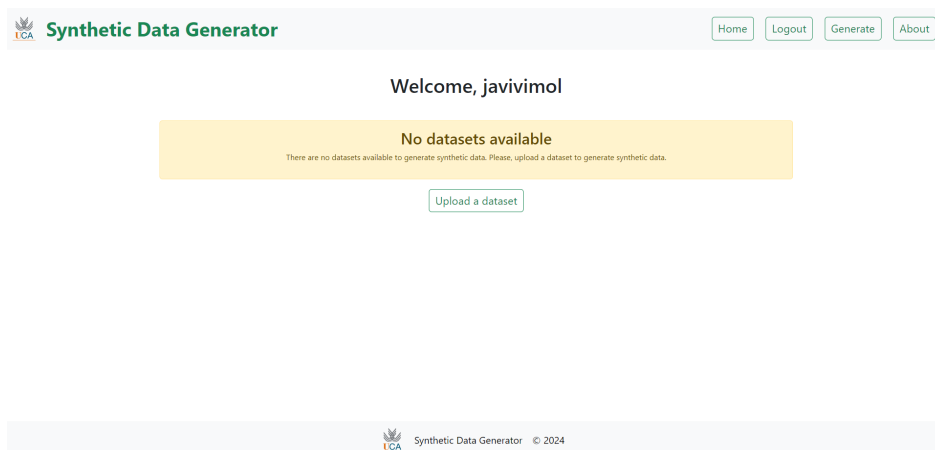 UCA Synthetic Data Generator Home Logout Generate About
Welcome, javivimol
No datasets available
There are no datasets available to generate synthetic data. Please, upload a dataset to generate synthetic data.
Upload a dataset
UCA Synthetic Data Generator © 2024